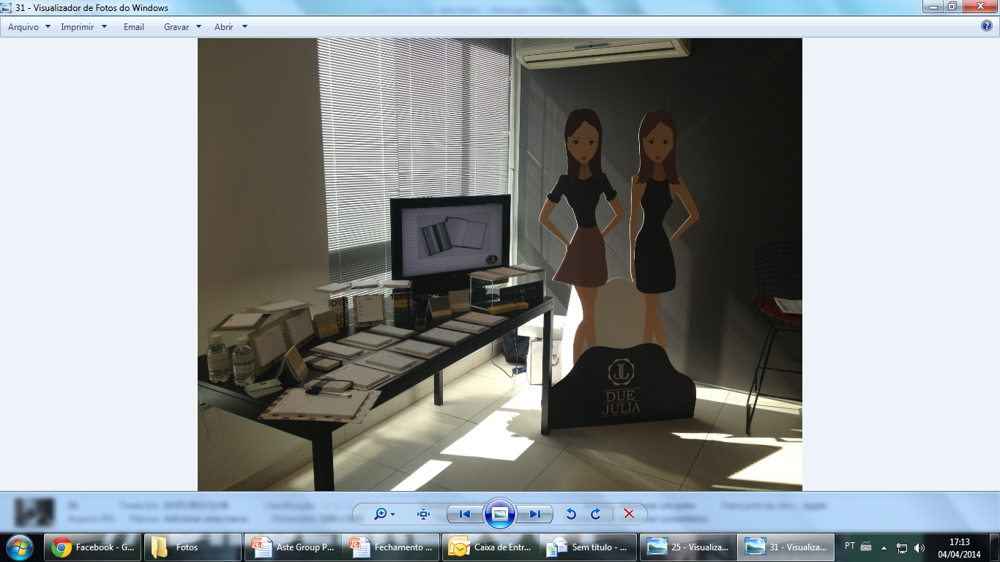 31 - Visualizador de Fotos do Windows
Arquivo Imprimir Email Gravar Abrir
DUE
JULIA
Facebook - G...
Fotos
Aste Group P...
Fechamento ...
Caixa de Entr...
Sem título - ...
25 - Visualiza...
31 - Visualiza...
PT
17:13
04/04/2014